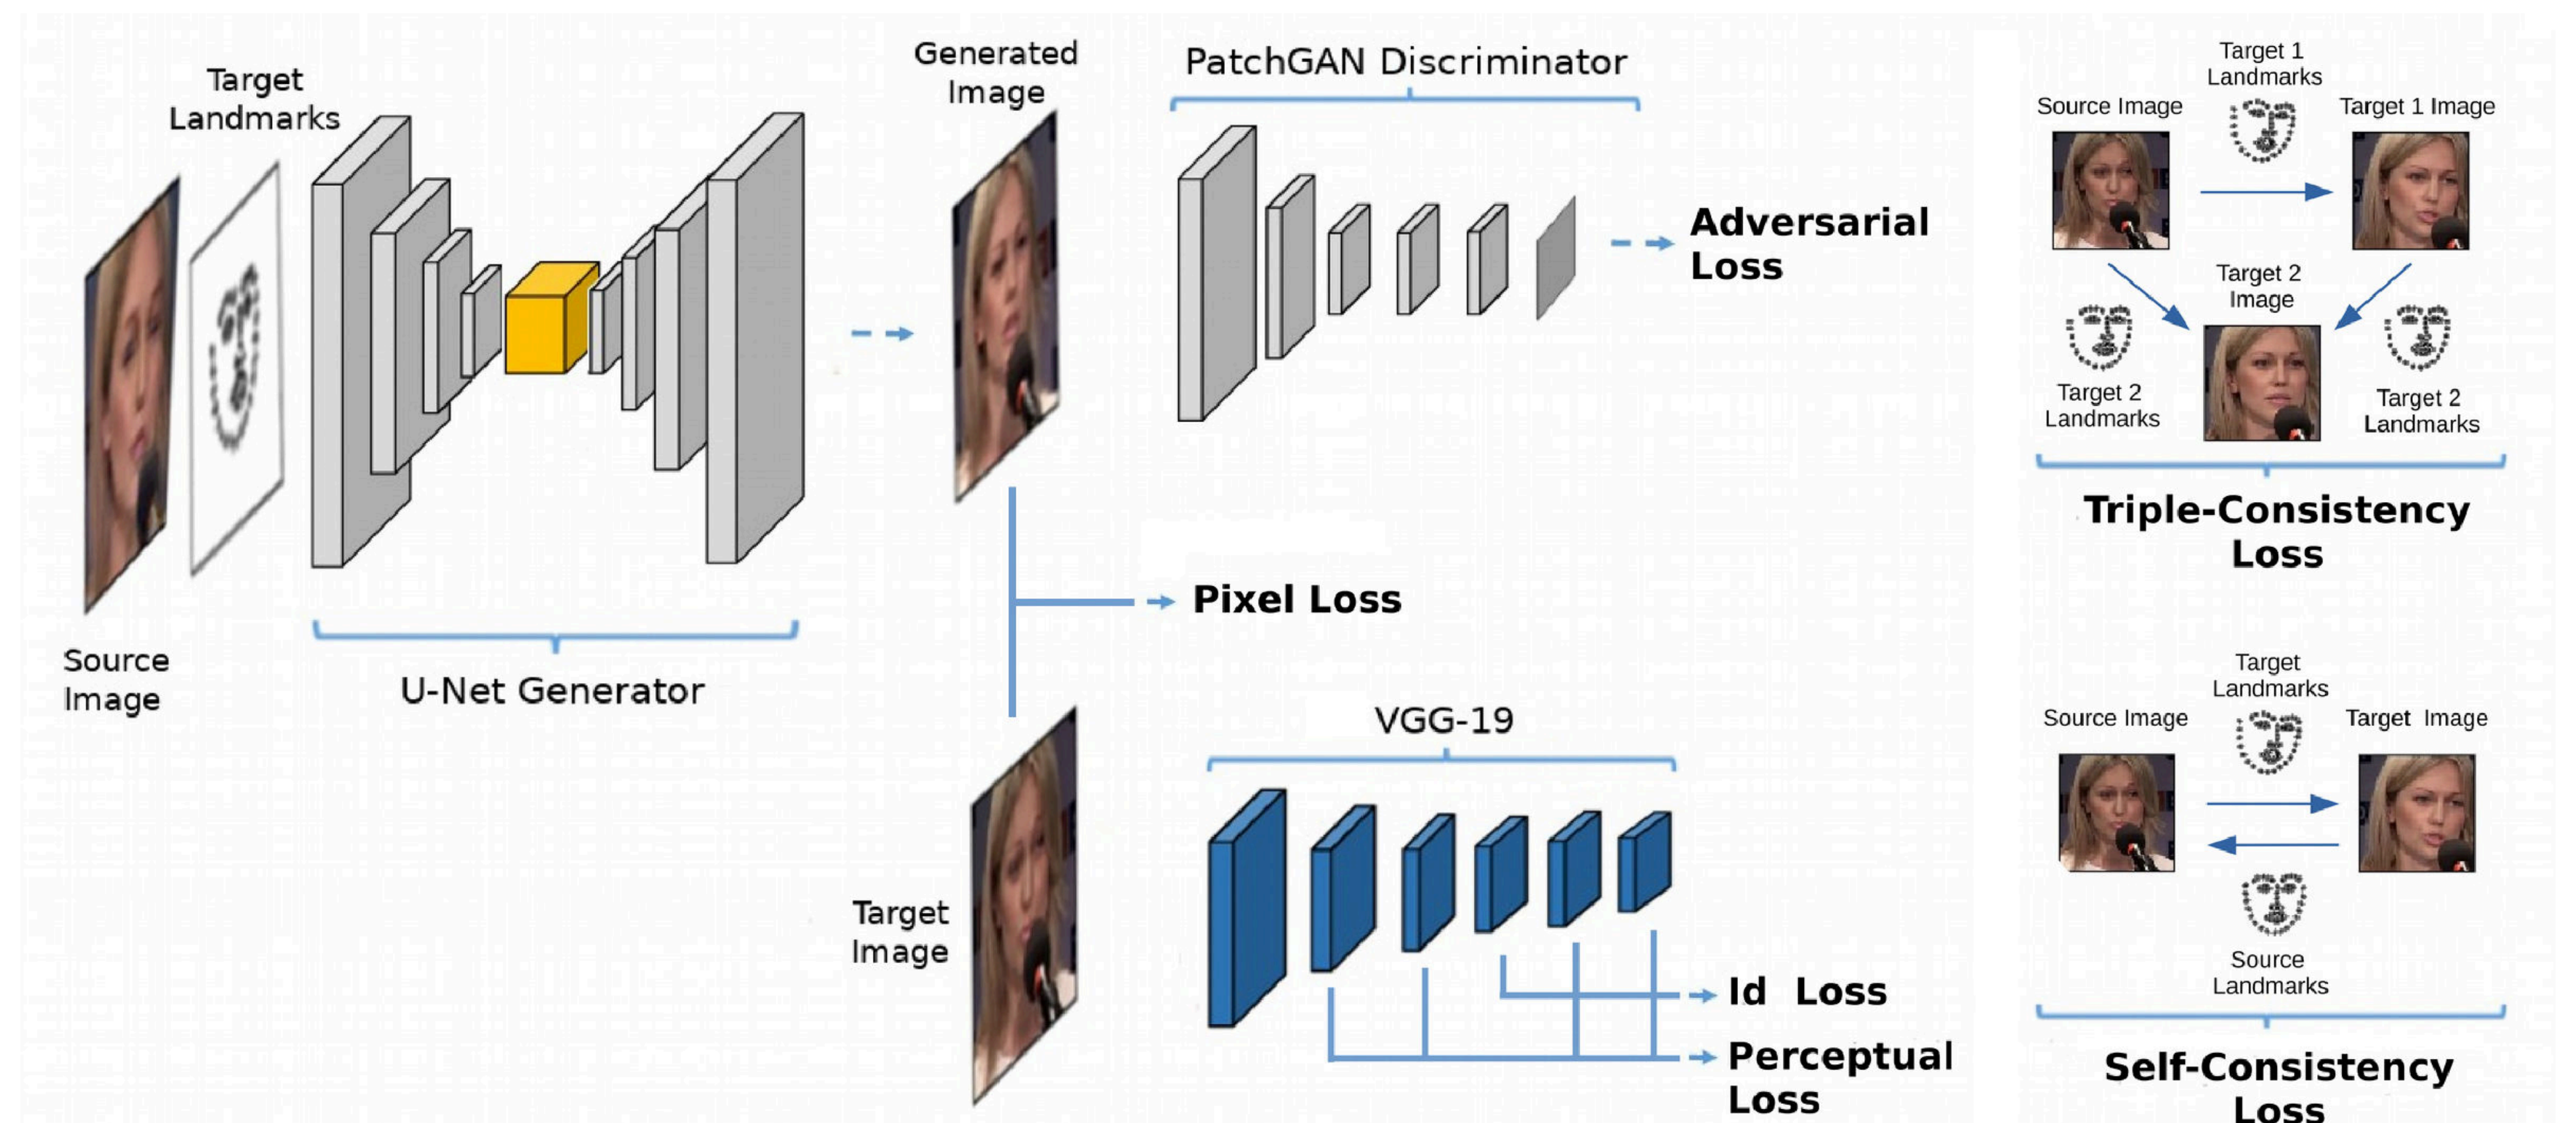 Target
Landmarks
Source
Image
U-Net Generator
Generated
Image
PatchGAN Discriminator
Adversarial
Loss
Pixel Loss
Target
Image
VGG-19
Id Loss
Perceptual
Loss
Target 1
Landmarks
Source Image
Target 1 Image
Target 2
Image
Target 2
Landmarks
Target 2
Landmarks
Triple-Consistency
Loss
Target
Landmarks
Source Image
Target Image
Source
Landmarks
Self-Consistency
Loss